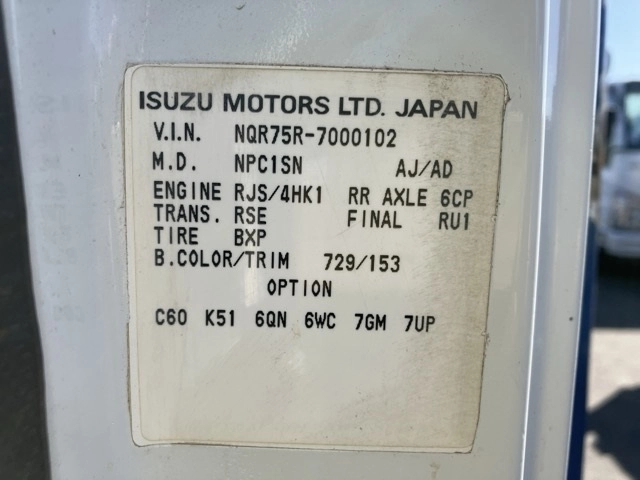 ISUZU MOTORS LTD. JAPAN
V.I.N. NQR75R-7000102
M.D. NPC1SN AJ/AD
ENGINE RJS/4HK1 RR AXLE 6CP
TRANS. RSE FINAL RU1
TIRE BXP
B.COLOR/TRIM 729/153
OPTION
C60 K51 6QN 6WC 7GM 7UP